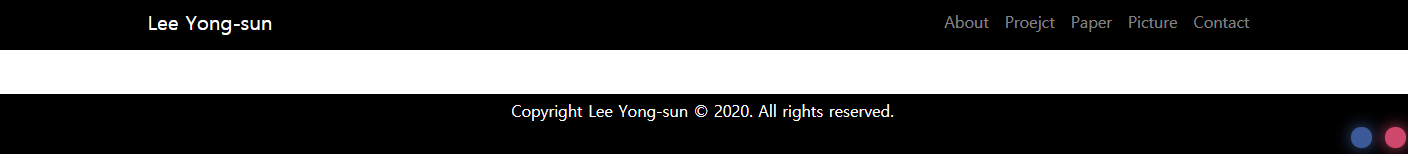 Lee Yong-sun
About Proejct Paper Picture Contact
Copyright Lee Yong-sun © 2020. All rights reserved.